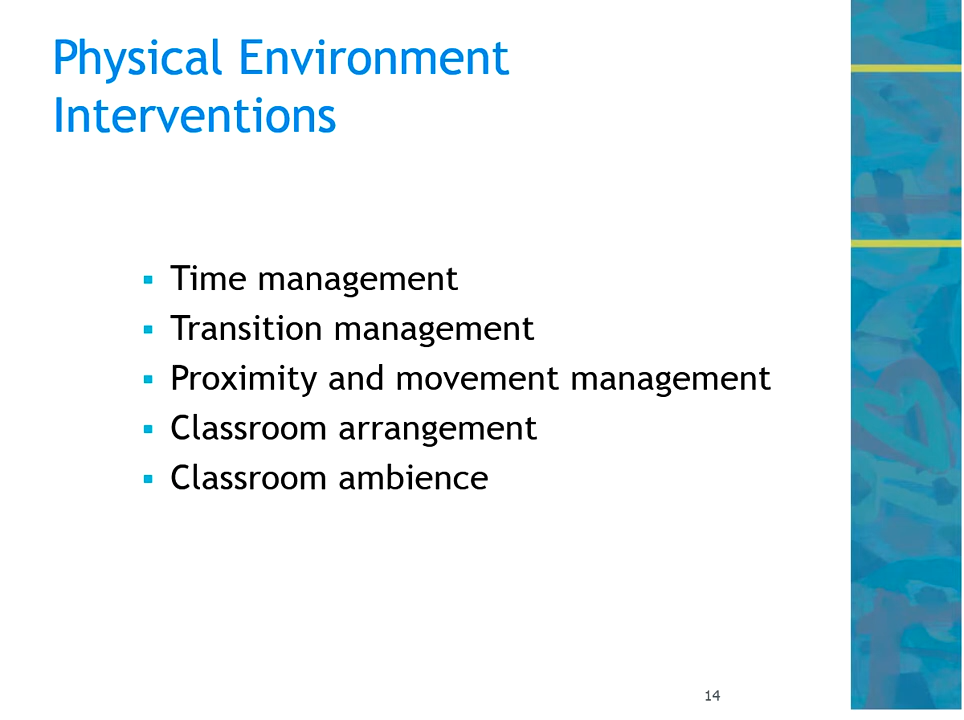 Physical Environment
Interventions
▪ Time management
▪ Transition management
▪ Proximity and movement management
▪ Classroom arrangement
▪ Classroom ambience
14